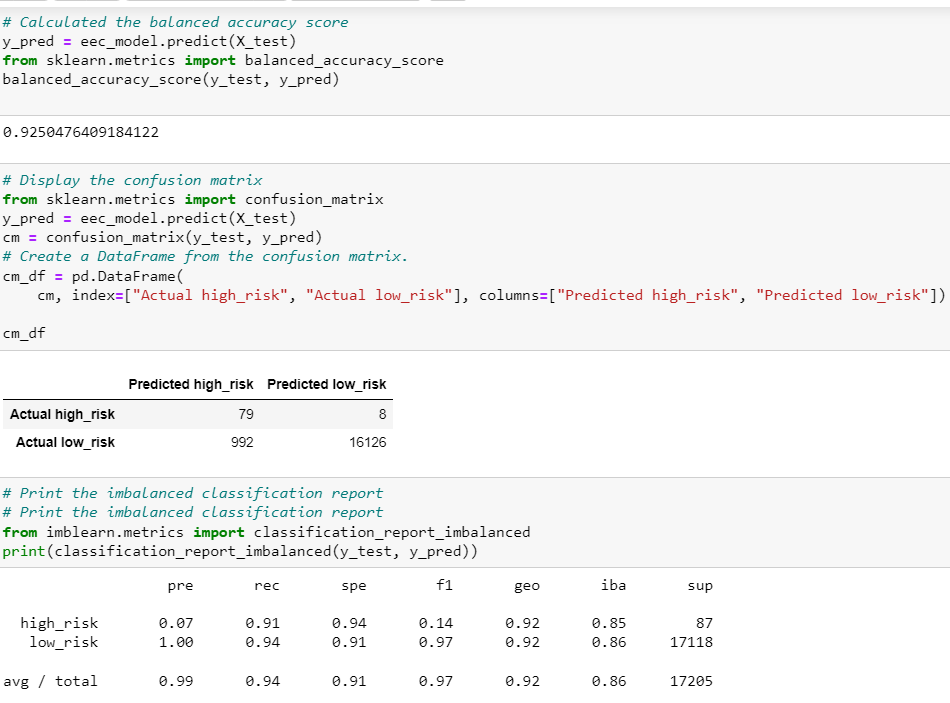 # Calculated the balanced accuracy score
y_pred = eec_model.predict(X_test)
from sklearn.metrics import balanced_accuracy_score
balanced_accuracy_score(y_test, y_pred)
0.9250476409184122
# Display the confusion matrix
from sklearn.metrics import confusion_matrix
y_pred = eec_model.predict(X_test)
cm = confusion_matrix(y_test, y_pred)
# Create a DataFrame from the confusion matrix.
cm_df = pd.DataFrame(
    cm, index=["Actual high_risk", "Actual low_risk"], columns=["Predicted high_risk", "Predicted low_risk"])
cm_df
Predicted high_risk Predicted low_risk
Actual high_risk 79 8
Actual low_risk 992 16126
# Print the imbalanced classification report
# Print the imbalanced classification report
from imblearn.metrics import classification_report_imbalanced
print(classification_report_imbalanced(y_test, y_pred))
pre rec spe f1 geo iba sup
high_risk 0.07 0.91 0.94 0.14 0.92 0.85 87
low_risk 1.00 0.94 0.91 0.97 0.92 0.86 17118
avg / total 0.99 0.94 0.91 0.97 0.92 0.86 17205